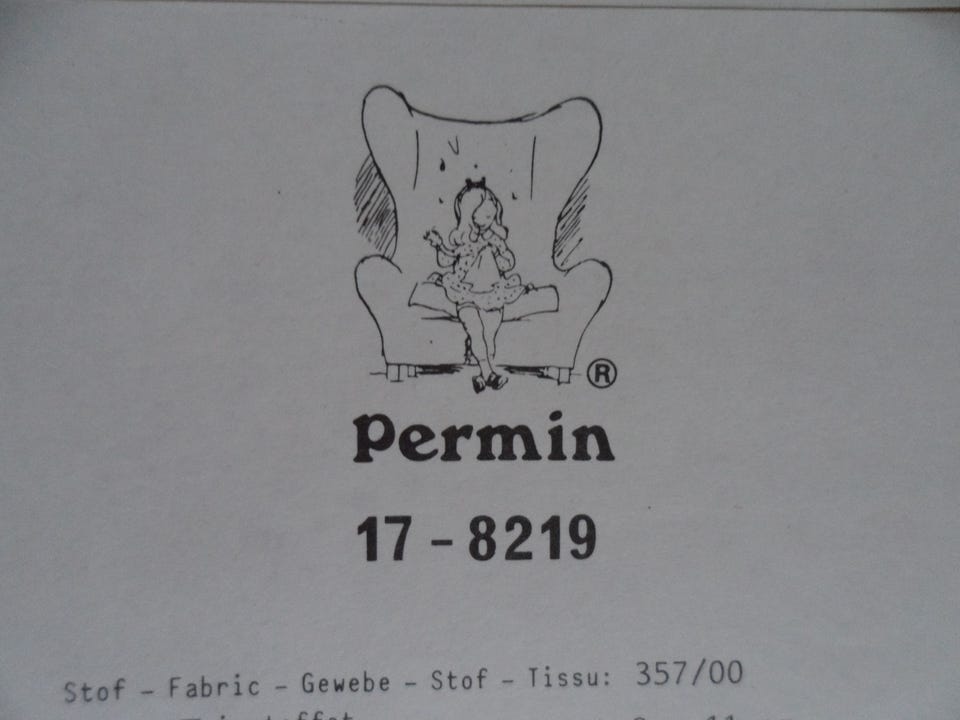 ®
Permin
17 - 8219
Stof - Fabric - Gewebe - Stof - Tissu: 357/00